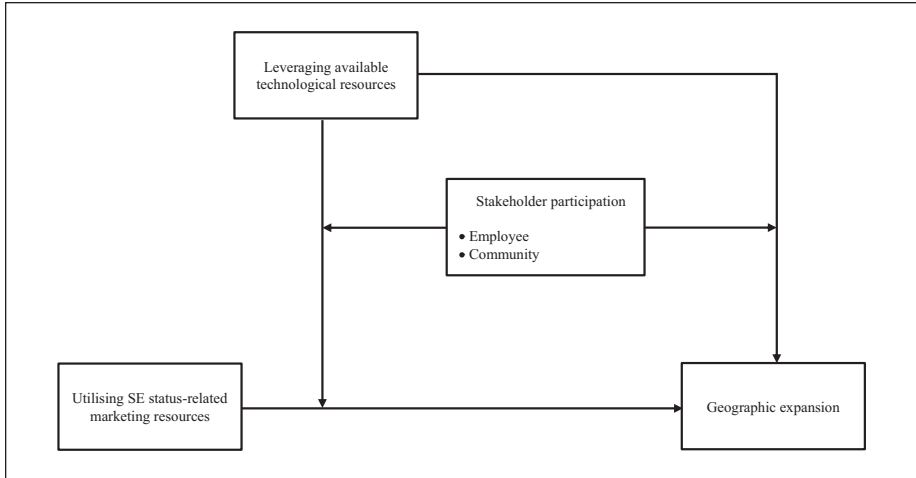 Leveraging available
technological resources
Stakeholder participation
• Employee
• Community
Utilising SE status-related
marketing resources
Geographic expansion